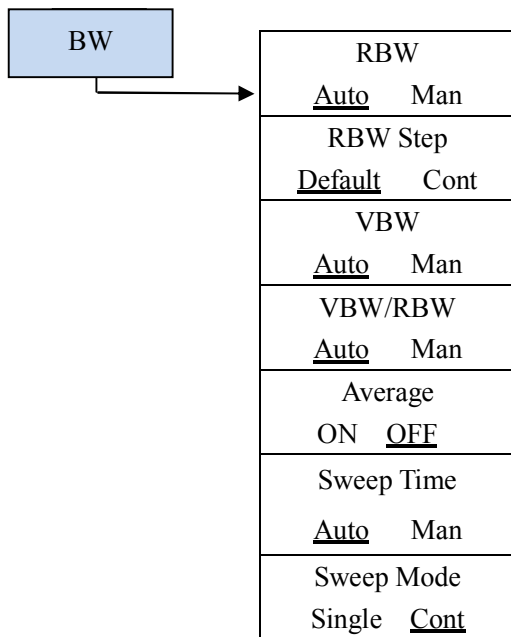 BW
RBW
Auto Man
RBW Step
Default Cont
VBW
Auto Man
VBW/RBW
Auto Man
Average
ON OFF
Sweep Time
Auto Man
Sweep Mode
Single Cont